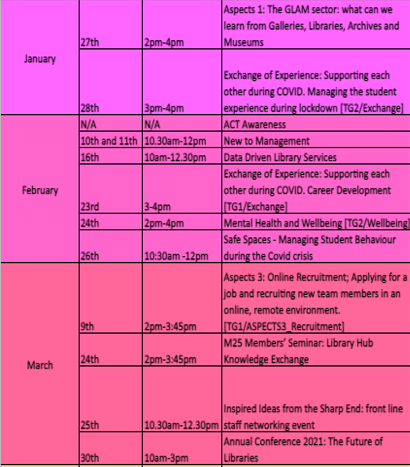 January
27th 2pm-4pm Aspects 1: The GLAM sector: what can we
learn from Galleries, Libraries, Archives and
Museums
28th 3pm-4pm Exchange of Experience: Supporting each
other during COVID. Managing the student
experience during lockdown [TG2/Exchange]
February
N/A N/A ACT Awareness
10th and 11th 10.30am-12pm New to Management
16th 10am-12.30pm Data Driven Library Services
23rd 3-4pm Exchange of Experience: Supporting each
other during COVID. Career Development
[TG1/Exchange]
24th 2pm-4pm Mental Health and Wellbeing [TG2/Wellbeing]
26th 10:30am -12pm Safe Spaces - Managing Student Behaviour
during the Covid crisis
March
9th 2pm-3:45pm Aspects 3: Online Recruitment; Applying for a
job and recruiting new team members in an
online, remote environment.
[TG1/ASPECTS3_Recruitment]
24th 2pm-3:45pm M25 Members' Seminar: Library Hub
Knowledge Exchange
25th 10.30am-12.30pm Inspired Ideas from the Sharp End: front line
staff networking event
30th 10am-3pm Annual Conference 2021: The Future of
Libraries